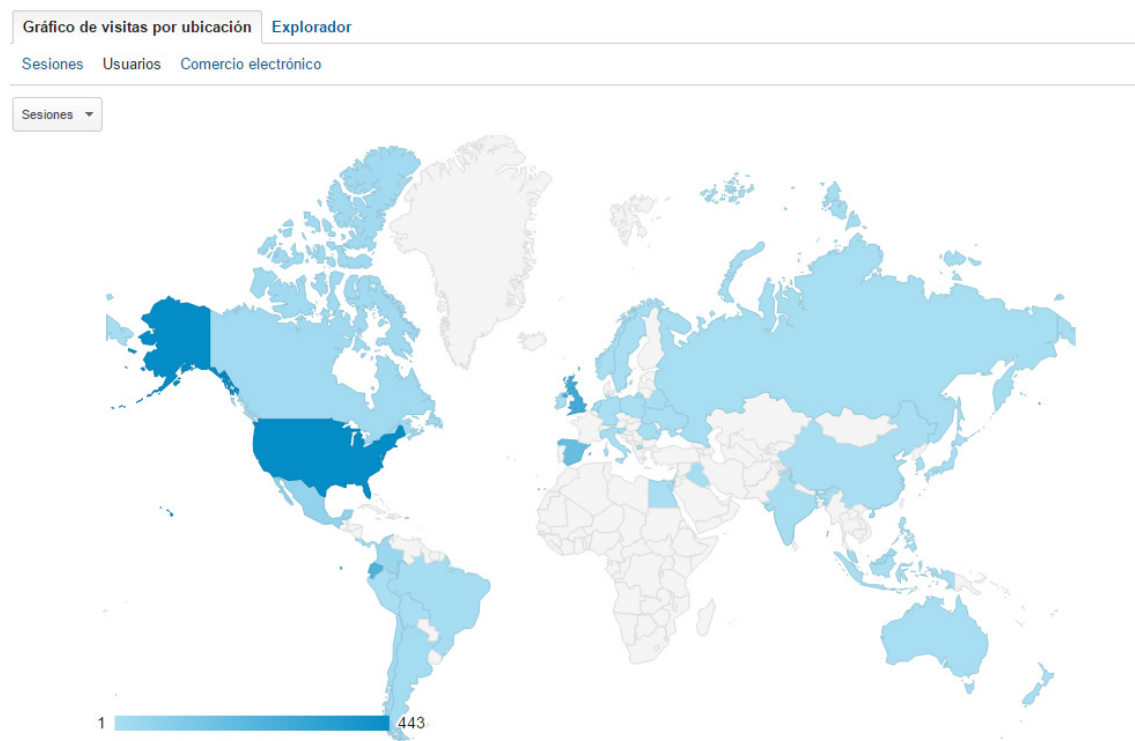 Gráfico de visitas por ubicación Explorador
Sesiones Usuarios Comercio electrónico
Sesiones
1 443